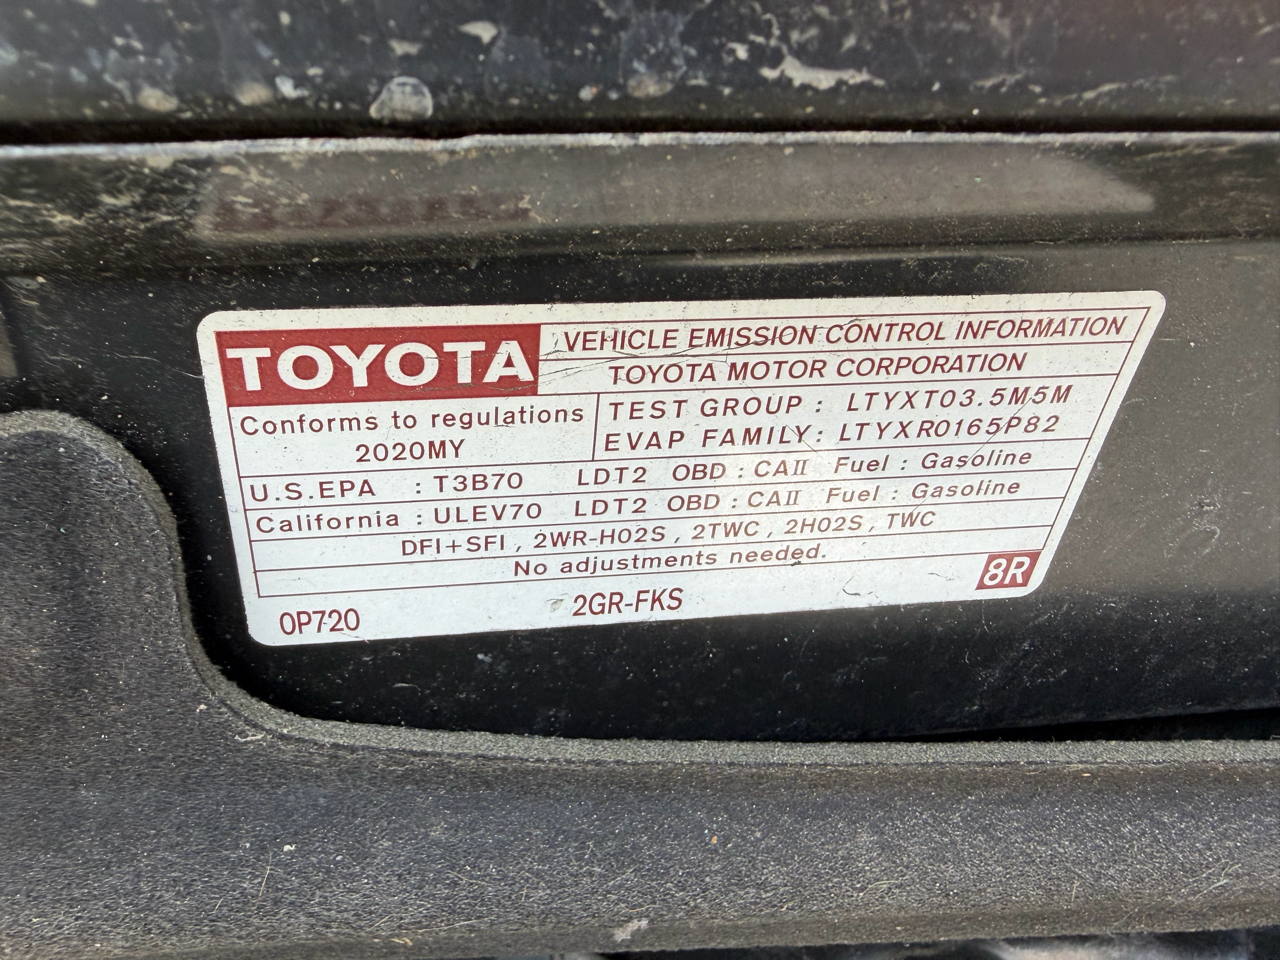 TOYOTA
VEHICLE EMISSION CONTROL INFORMATION
TOYOTA MOTOR CORPORATION
Conforms to regulations
2020MY
TEST GROUP : LTYXT03.5M5M
EVAP FAMILY : LTYXR0165P82
U.S.EPA : T3B70 LDT2 OBD : CAII Fuel : Gasoline
California : ULEV70 LDT2 OBD : CAII Fuel : Gasoline
DFI+SFI , 2WR-HO2S , 2TWC , 2HO2S , TWC
No adjustments needed.
8R
0P720
2GR-FKS